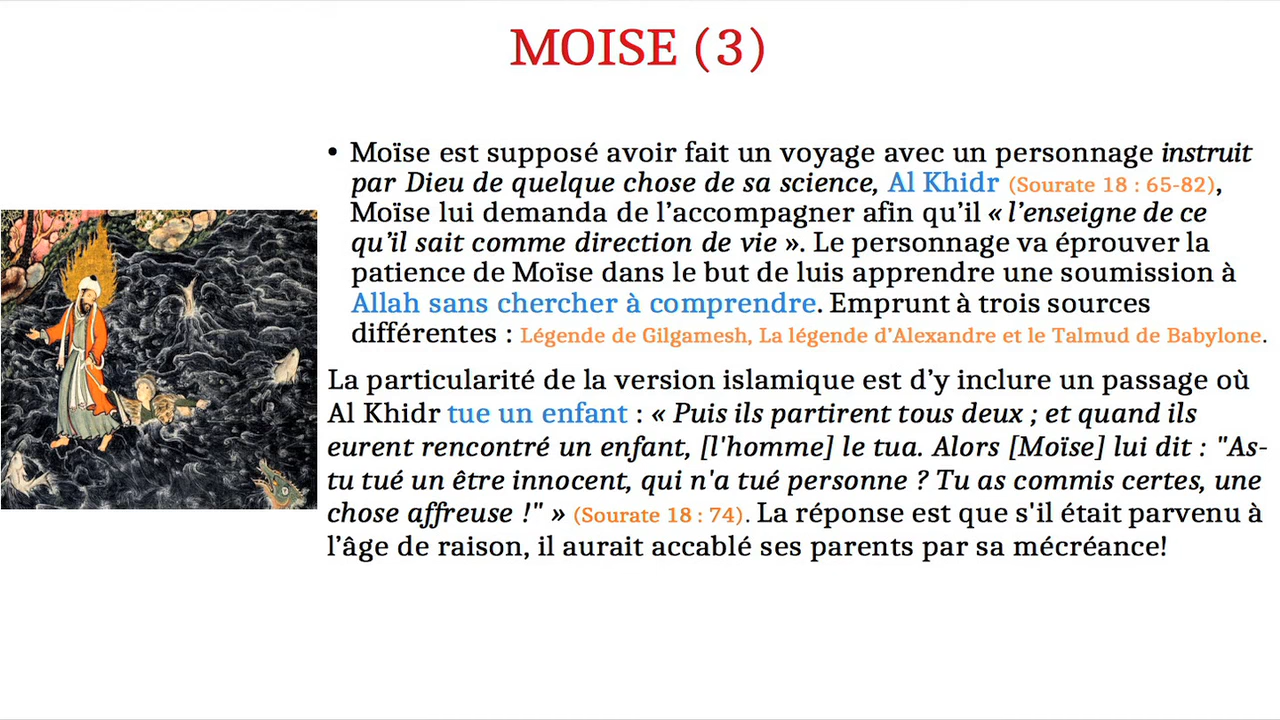 MOISE (3)
• Moïse est supposé avoir fait un voyage avec un personnage instruit
par Dieu de quelque chose de sa science, Al Khidr (Sourate 18 : 65-82),
Moïse lui demanda de l’accompagner afin qu’il « l’enseigne de ce
qu’il sait comme direction de vie ». Le personnage va éprouver la
patience de Moïse dans le but de luis apprendre une soumission à
Allah sans chercher à comprendre. Emprunt à trois sources
différentes : Légende de Gilgamesh, La légende d’Alexandre et le Talmud de Babylone.
La particularité de la version islamique est d’y inclure un passage où
Al Khidr tue un enfant : « Puis ils partirent tous deux ; et quand ils
eurent rencontré un enfant, [l'homme] le tua. Alors [Moïse] lui dit : "As-
tu tué un être innocent, qui n'a tué personne ? Tu as commis certes, une
chose affreuse !" » (Sourate 18 : 74). La réponse est que s'il était parvenu à
l’âge de raison, il aurait accablé ses parents par sa mécréance!